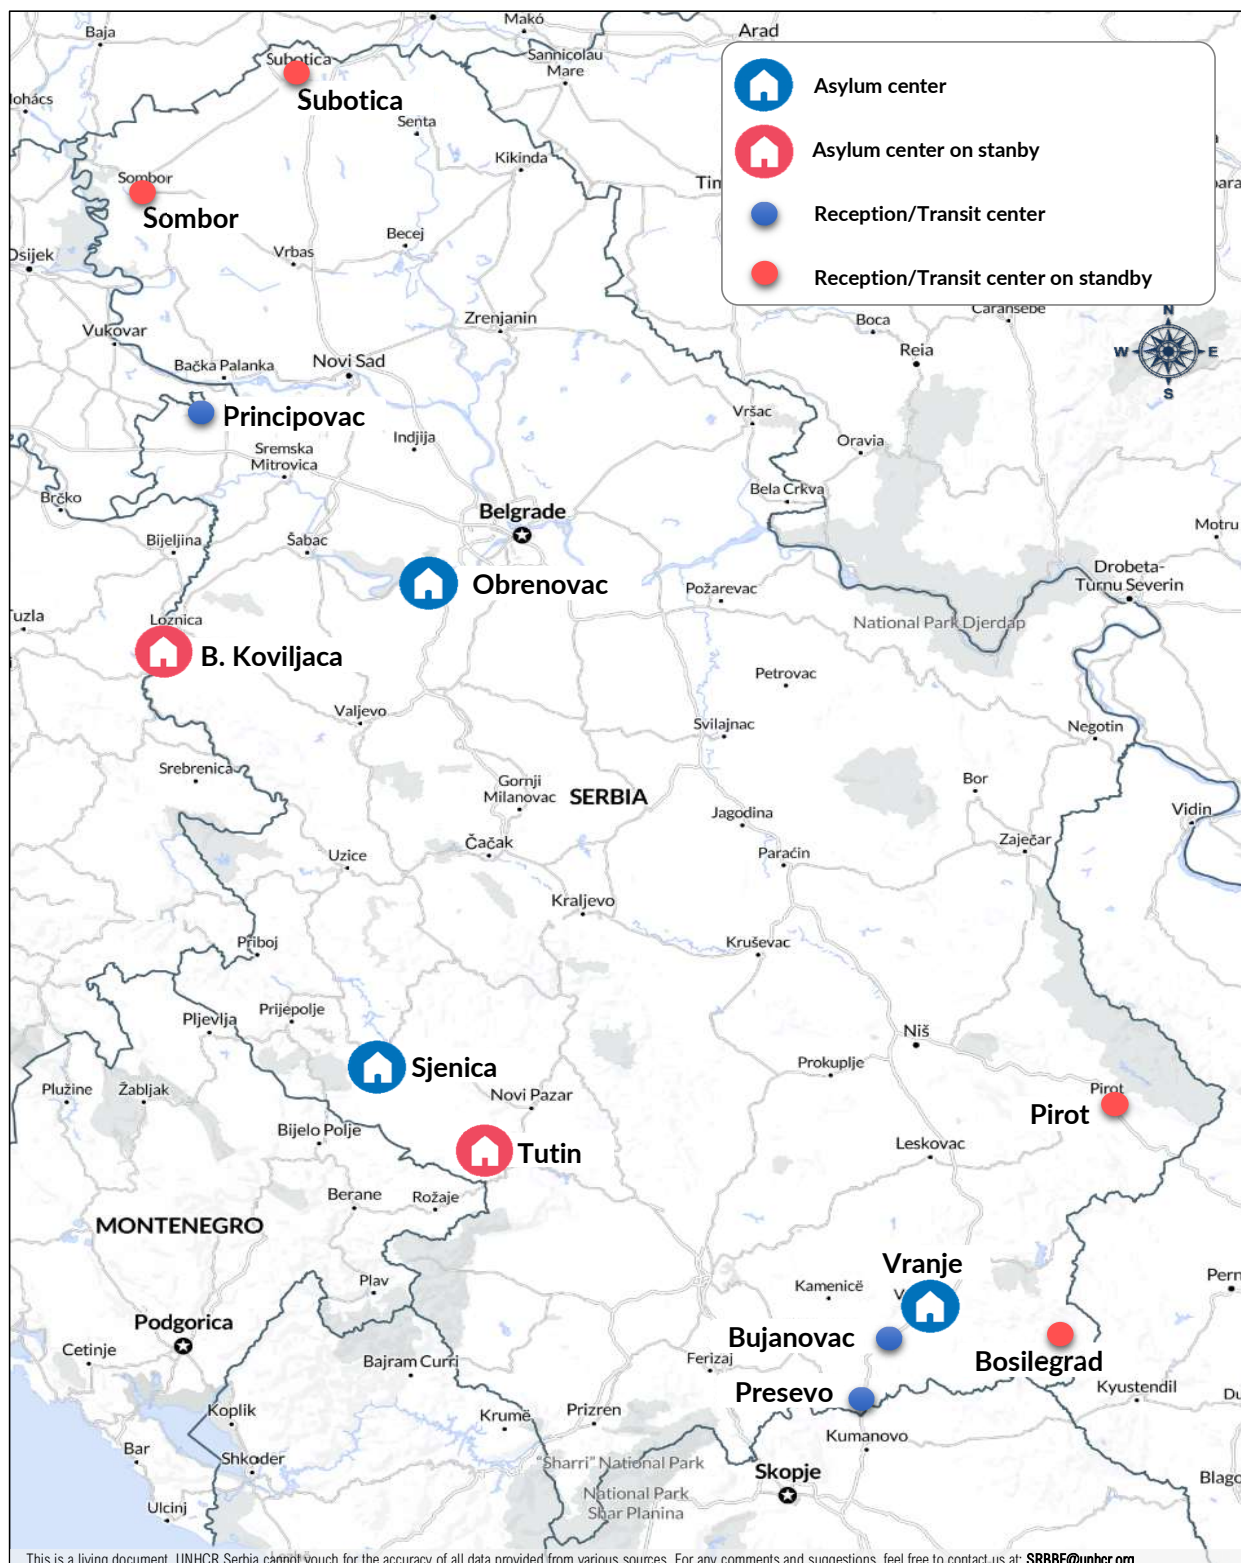 Baja
Makó
Arad
Subotica
Sannicolau
Mare
Subotica
Senta
Kikinda
Asylum center
Asylum center on stanby
Reception/Transit center
Reception/Transit center on standby
Sombor
Sombor
Becej
Vrbas
Osijek
Vukovar
Zrenjanin
Boca
Reia
N
W
E
S
Bačka Palanka
Novi Sad
Principovac
Vršac
Indjija
Oravia
Sremska
Mitrovica
Brčko
Bela Crkva
Belgrade
Motru
Bijeljina
Šabac
Drobeta-
Turnu Severin
Obrenovac
Požarevac
Loznica
National Park Djerdap
B. Koviljaca
Petrovac
Valjevo
Svilajnac
Negotin
Srebrenica
Gornji
Milanovac
SERBIA
Bor
Jagodina
Vidin
Čačak
Zaječar
Uzice
Paraćin
Kraljevo
Priboj
Kruševac
Prijepolje
Pljevlja
Niš
Sjenica
Prokuplje
Plužine
Žabljak
Novi Pazar
Pirot
Pirot
Bijelo Polje
Tutin
Leskovac
Berane
Rožaje
MONTENEGRO
Vranje
Plav
Kamenicë
Podgorica
Bujanovac
Cetinje
Bajram Curri
Ferizaj
Bosilegrad
Presevo
Kyustendil
Koplik
Krumë
Prizren
Kumanovo
Bar
Shkoder
"Sharri" National Park
Skopje
National Park
Shar Planina
Ulcinj
This is a living document. UNHCR Serbia cannot vouch for the accuracy of all data provided from various sources. For any comments and suggestions, feel free to contact us at: SRBBE@unhcr.org